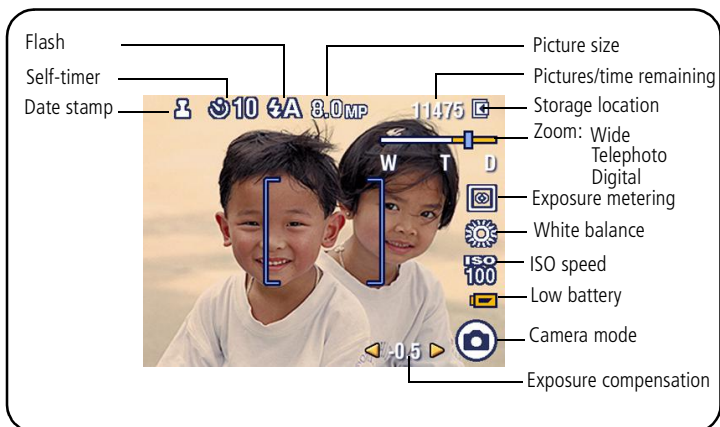 Flash
Self-timer
Date stamp
Picture size
Pictures/time remaining
Storage location
Zoom: Wide
Telephoto
Digital
Exposure metering
White balance
ISO speed
Low battery
Camera mode
Exposure compensation
10 A 8.0MP 11475
W T D
ISO
100
-0.5